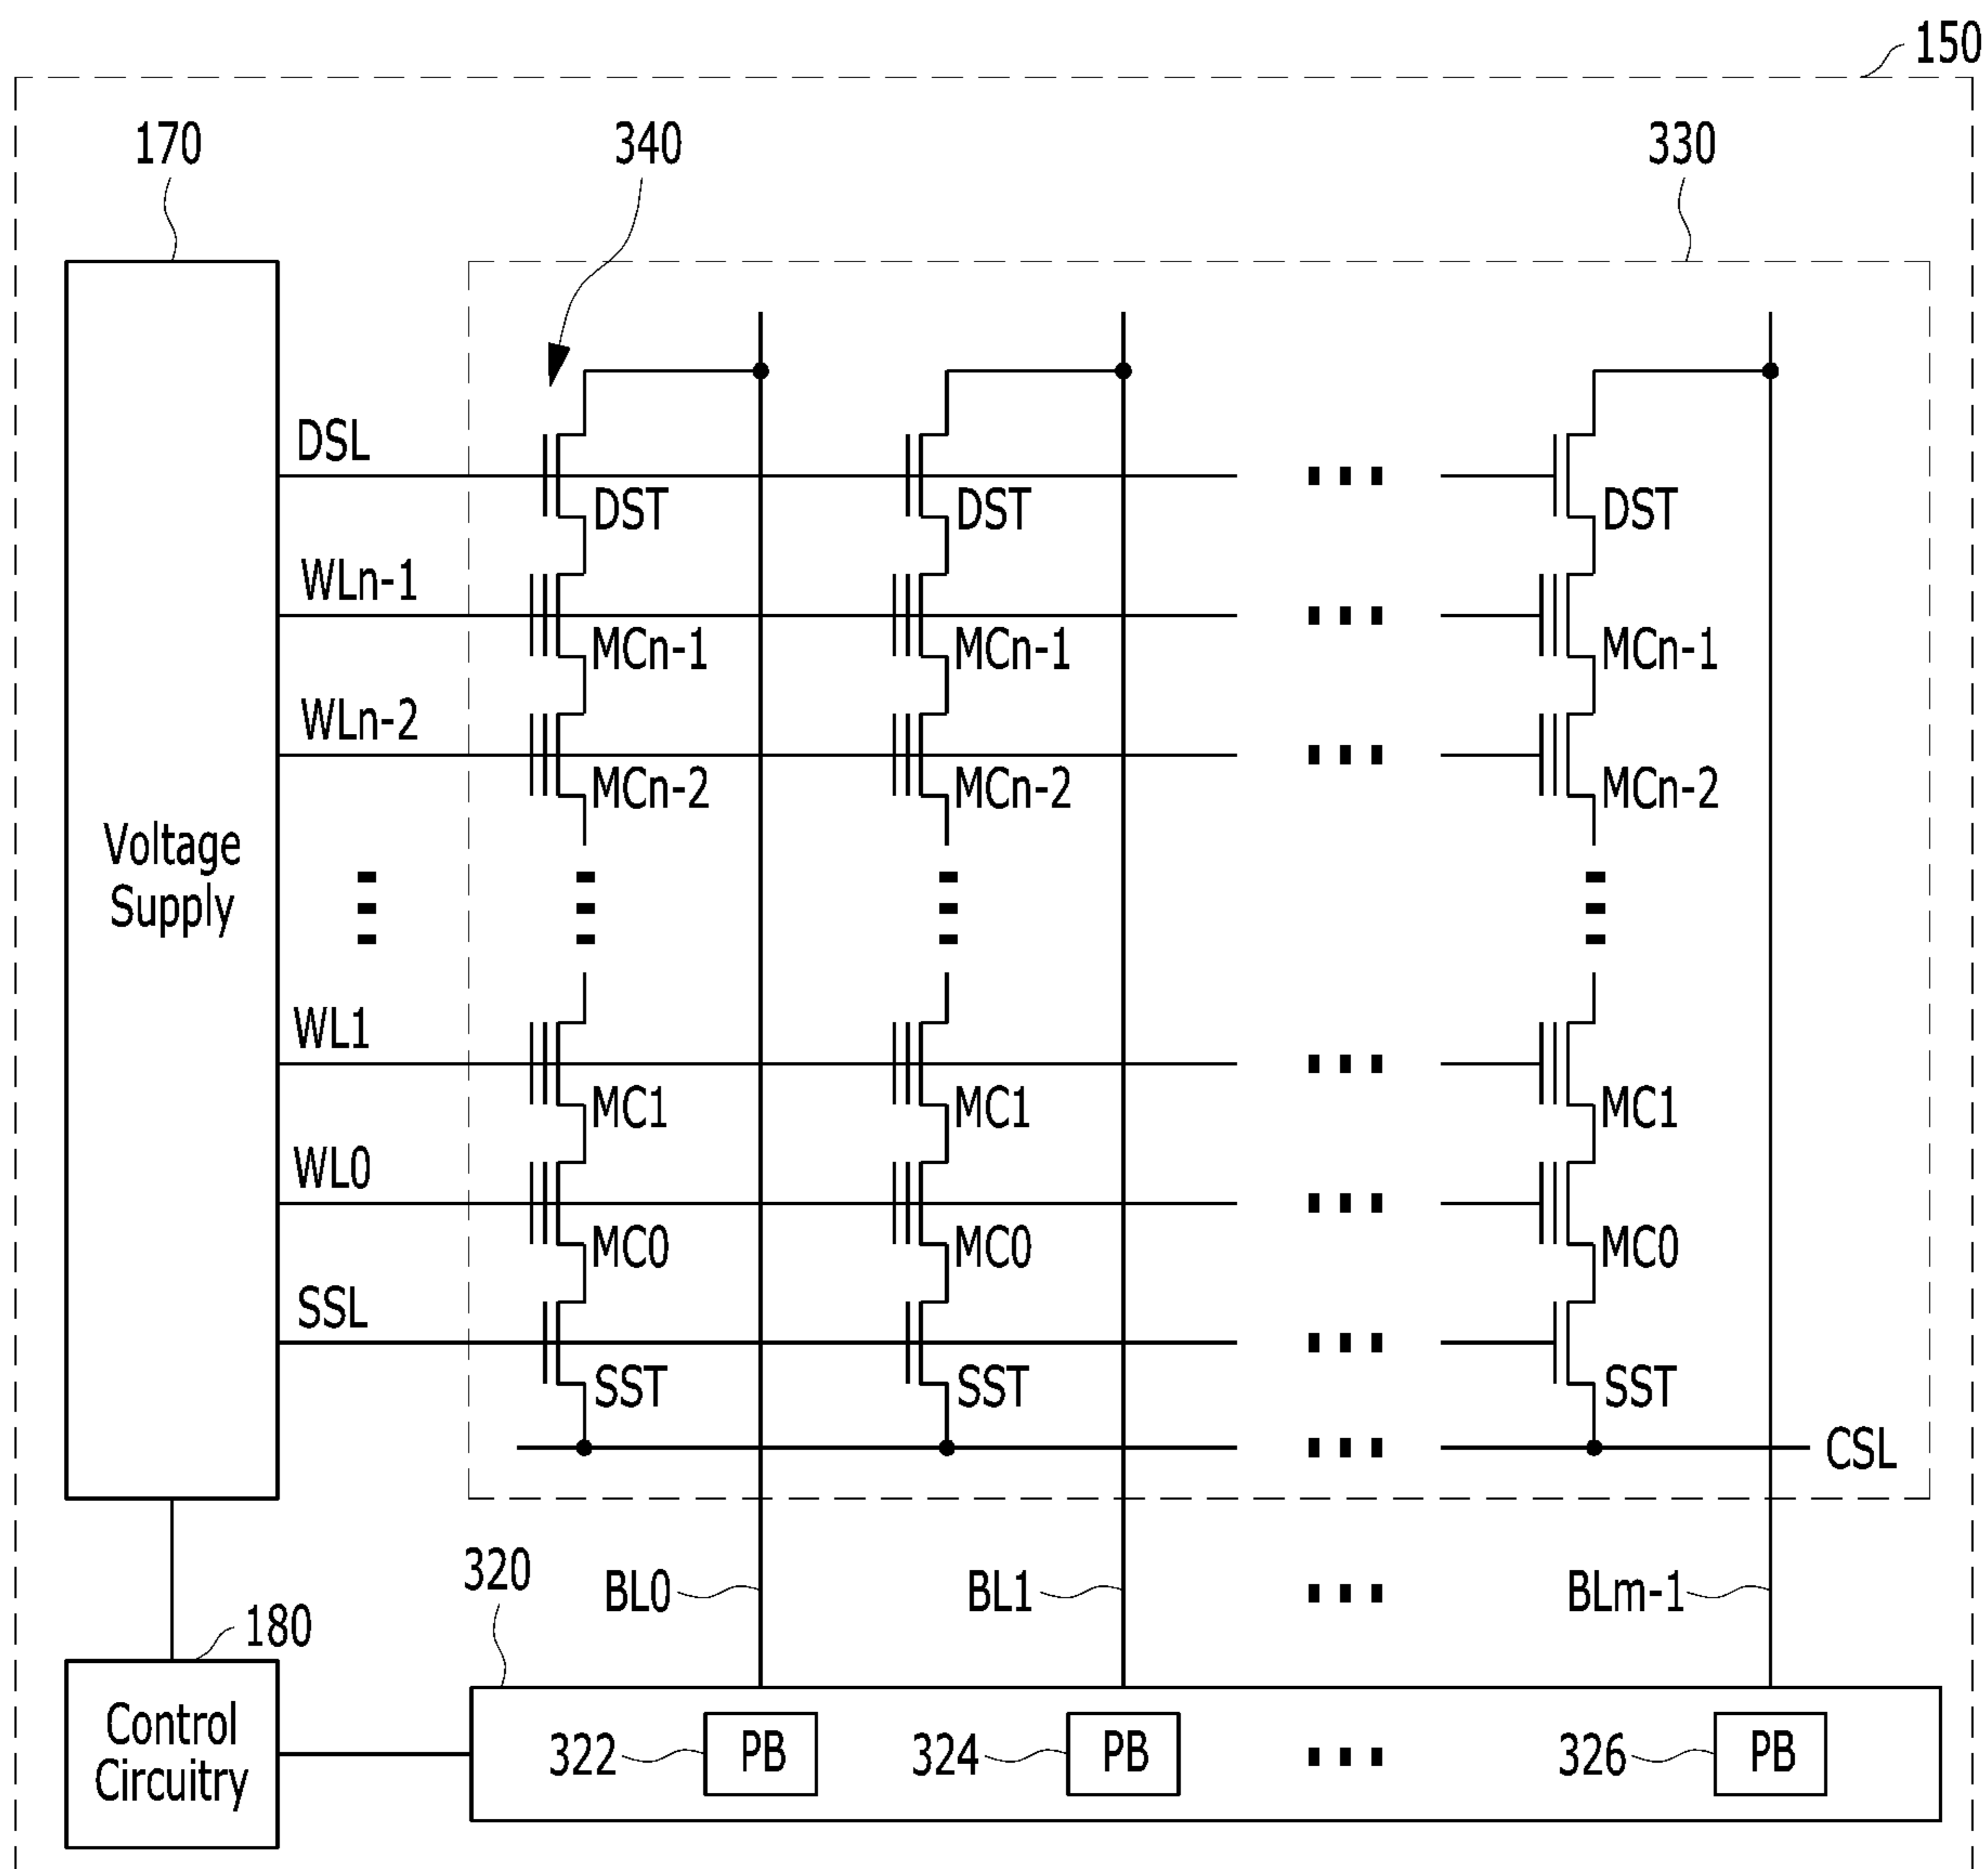 150
170
340
330
DSL
DST
DST
DST
WLn-1
MCn-1
MCn-1
MCn-1
WLn-2
MCn-2
MCn-2
MCn-2
Voltage
Supply
WL1
MC1
MC1
MC1
WL0
MC0
MC0
MC0
SSL
SST
SST
SST
CSL
320
BL0
BL1
BLm-1
180
Control
Circuitry
322
PB
324
PB
326
PB